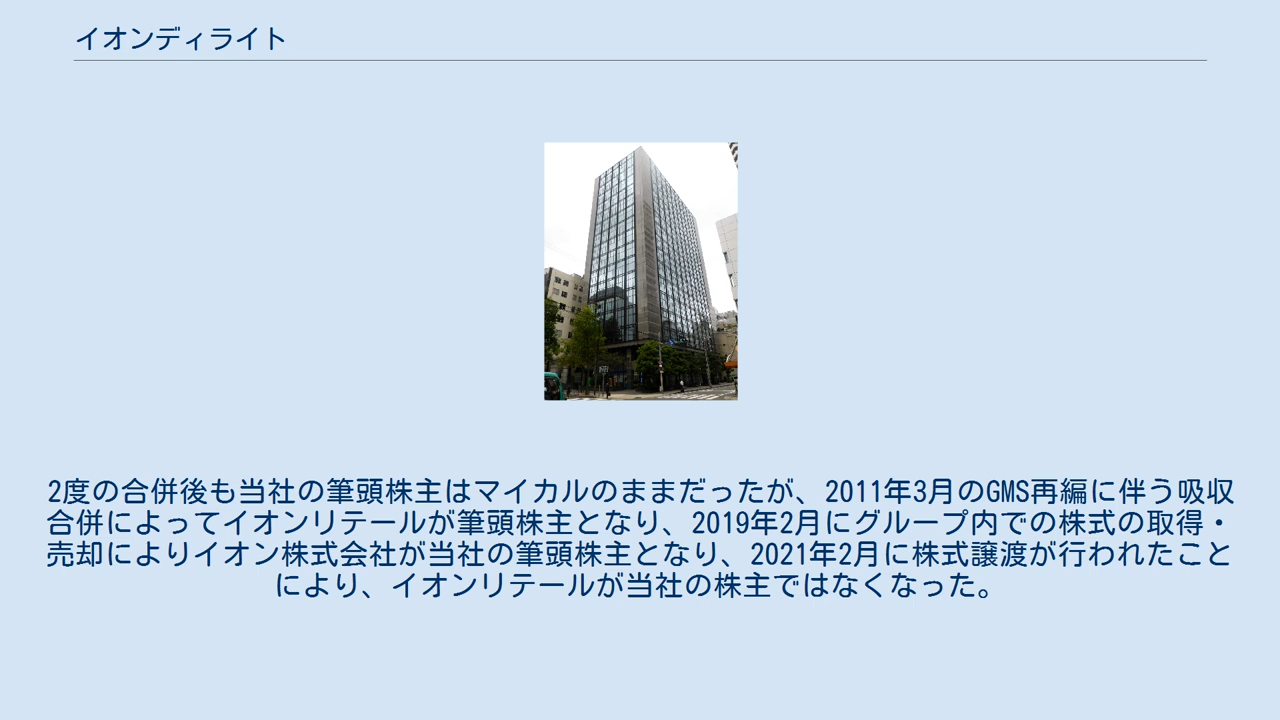 イオンディライト
2度の合併後も当社の筆頭株主はマイカルのままだったが、2011年3月のGMS再編に伴う吸収
合併によってイオンリテールが筆頭株主となり、2019年2月にグループ内での株式の取得・
売却によりイオン株式会社が当社の筆頭株主となり、2021年2月に株式譲渡が行われたこと
により、イオンリテールが当社の株主ではなくなった。